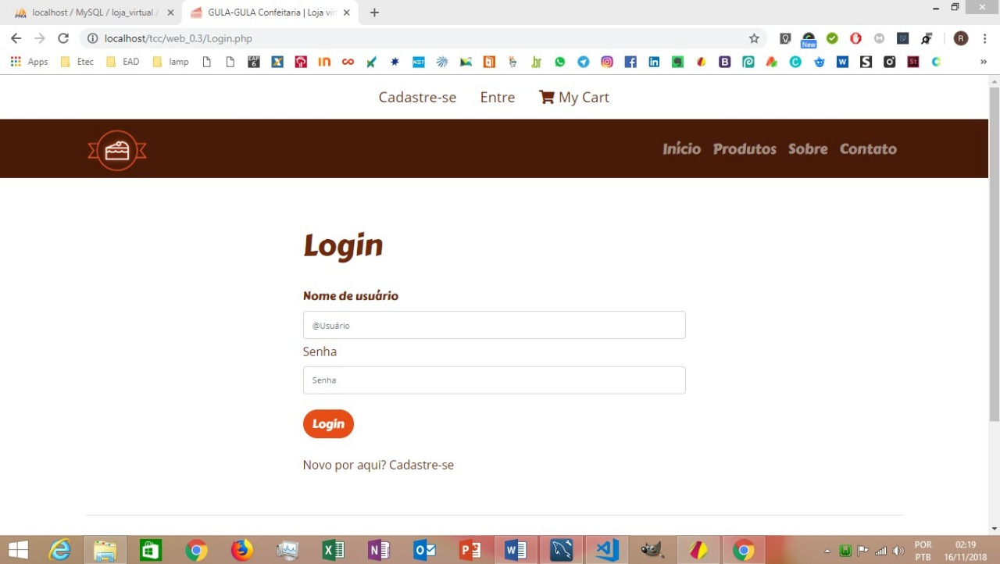 localhost / MySQL / loja_virtual /
GULA-GULA Confeitaria | Loja vir
localhost/tcc/web_0.3/Login.php
New
R
Apps
Etec
EAD
lamp
Cadastre-se Entre My Cart
Início Produtos Sobre Contato
Login
Nome de usuário
@Usuário
Senha
Senha
Login
Novo por aqui? Cadastre-se
POR 02:19
PTB 16/11/2018